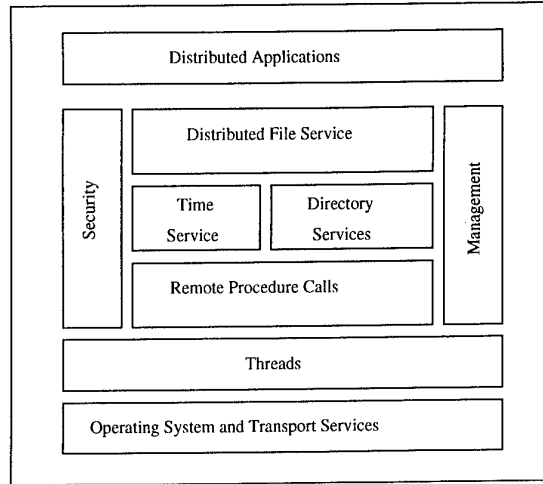 Distributed Applications
Security
Distributed File Service
Time
Service
Directory
Services
Management
Remote Procedure Calls
Threads
Operating System and Transport Services